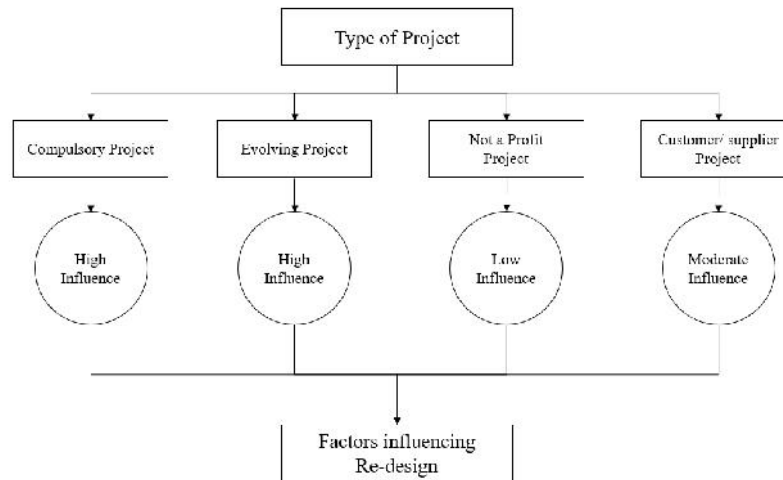 Type of Project
Compulsory Project
Evolving Project
Not a Profit
Project
Customer/ supplier
Project
High
Influence
High
Influence
Low
Influence
Moderate
Influence
Factors influencing
Re-design